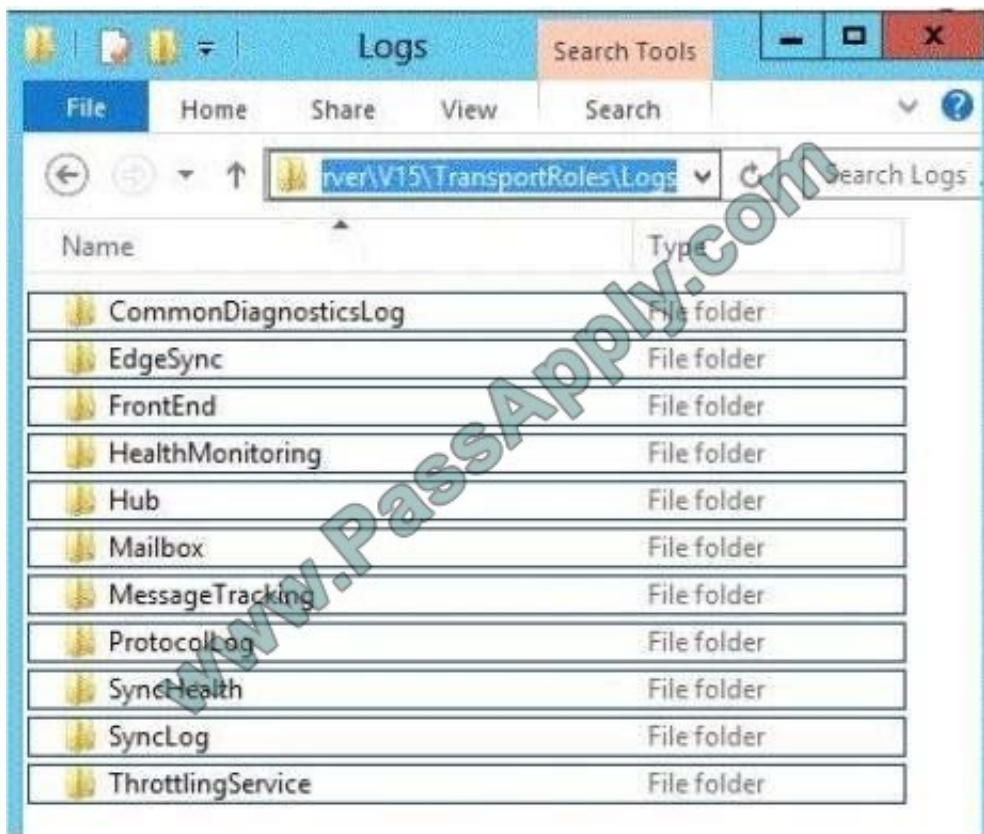 Logs
Search Tools
File Home Share View Search
rver\V15\TransportRoles\Logs Search Logs
Name Type
CommonDiagnosticsLog File folder
EdgeSync File folder
FrontEnd File folder
HealthMonitoring File folder
Hub File folder
Mailbox File folder
MessageTracking File folder
ProtocolLog File folder
SyncHealth File folder
SyncLog File folder
ThrottlingService File folder
www.PassApply.com